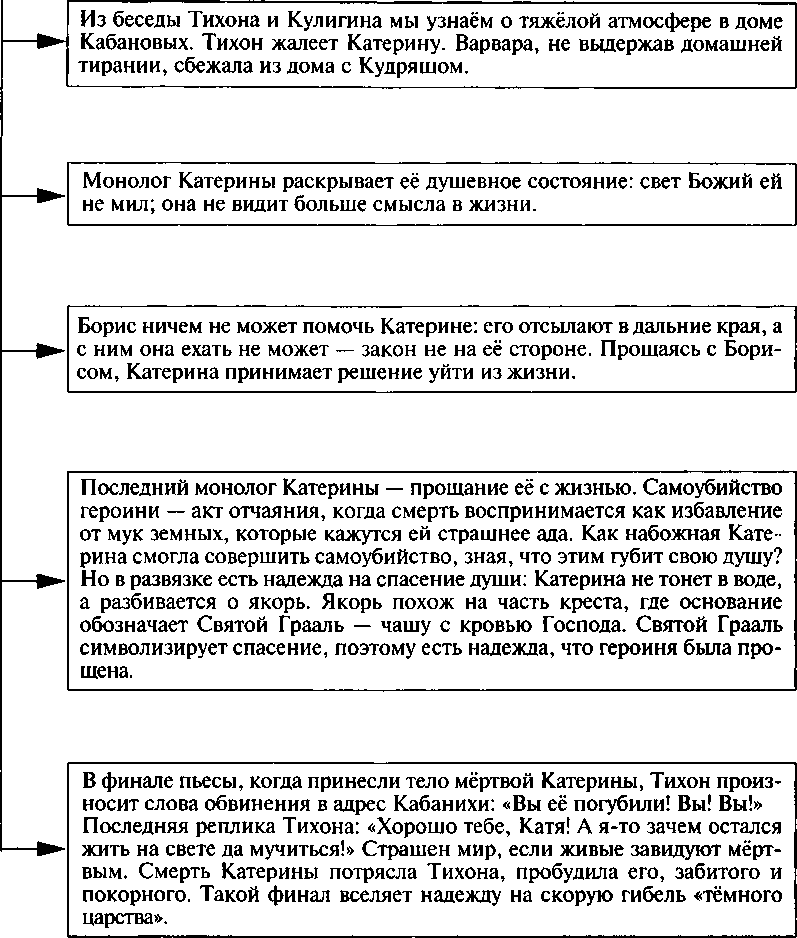 Из беседы Тихона и Кулигина мы узнаём о тяжёлой атмосфере в доме
Кабановых. Тихон жалеет Катерину. Варвара, не выдержав домашней
тирании, сбежала из дома с Кудряшом.
Монолог Катерины раскрывает её душевное состояние: свет Божий ей
не мил; она не видит больше смысла в жизни.
Борис ничем не может помочь Катерине: его отсылают в дальние края, а
с ним она ехать не может — закон не на её стороне. Прощаясь с Бори-
сом, Катерина принимает решение уйти из жизни.
Последний монолог Катерины — прощание её с жизнью. Самоубийство
героини — акт отчаяния, когда смерть воспринимается как избавление
от мук земных, которые кажутся ей страшнее ада. Как набожная Кате-
рина смогла совершить самоубийство, зная, что этим губит свою душу?
Но в развязке есть надежда на спасение души: Катерина не тонет в воде,
а разбивается о якорь. Якорь похож на часть креста, где основание
обозначает Святой Грааль — чашу с кровью Господа. Святой Грааль
символизирует спасение, поэтому есть надежда, что героиня была про-
щена.
В финале пьесы, когда принесли тело мёртвой Катерины, Тихон произ-
носит слова обвинения в адрес Кабанихи: «Вы её погубили! Вы! Вы!»
Последняя реплика Тихона: «Хорошо тебе, Катя! А я-то зачем остался
жить на свете да мучиться!» Страшен мир, если живые завидуют мёрт-
вым. Смерть Катерины потрясла Тихона, пробудила его, забитого и
покорного. Такой финал вселяет надежду на скорую гибель «тёмного
царства».